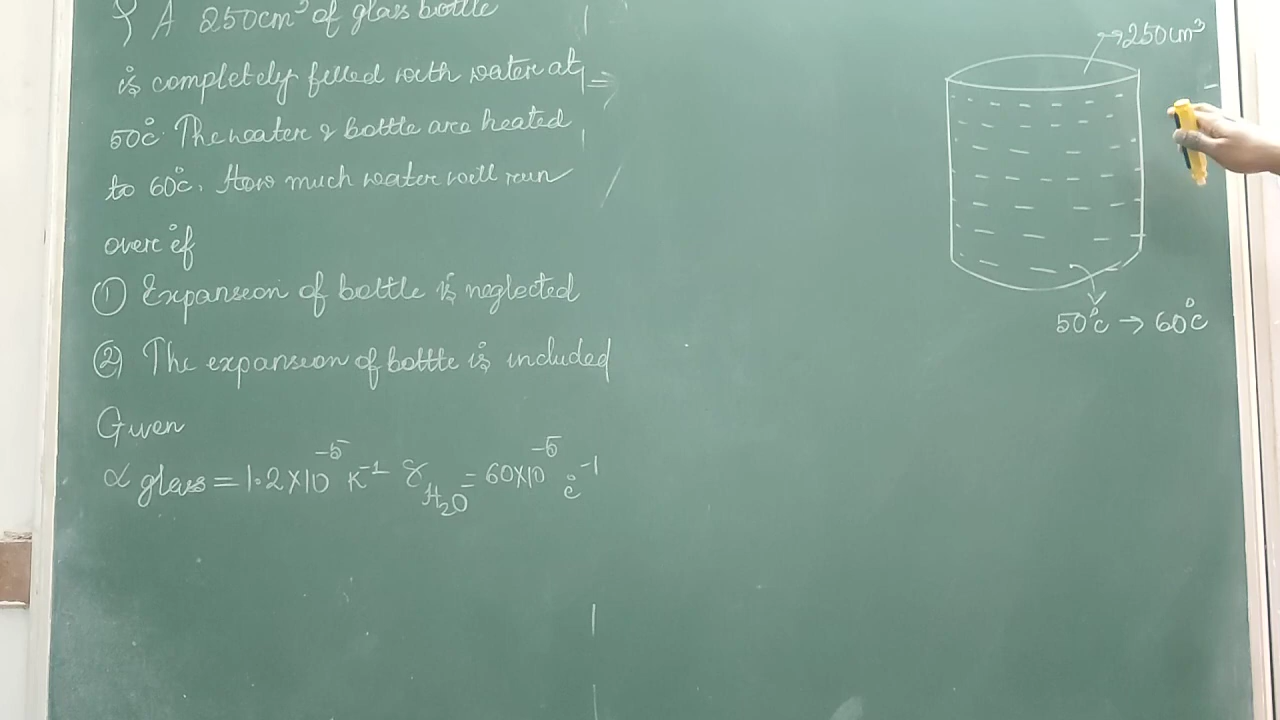 } A 250cm³ of glass bottle
is completely filled with water at
50°c. The water & bottle are heated
to 60°c. How much water will run
over if
① Expansion of bottle is neglected
② The expansion of bottle is included
Given
α glass = 1.2×10⁻⁵ K⁻¹ γ H₂O = 60×10⁻⁵ °c⁻¹
250cm³
50°c → 60°c